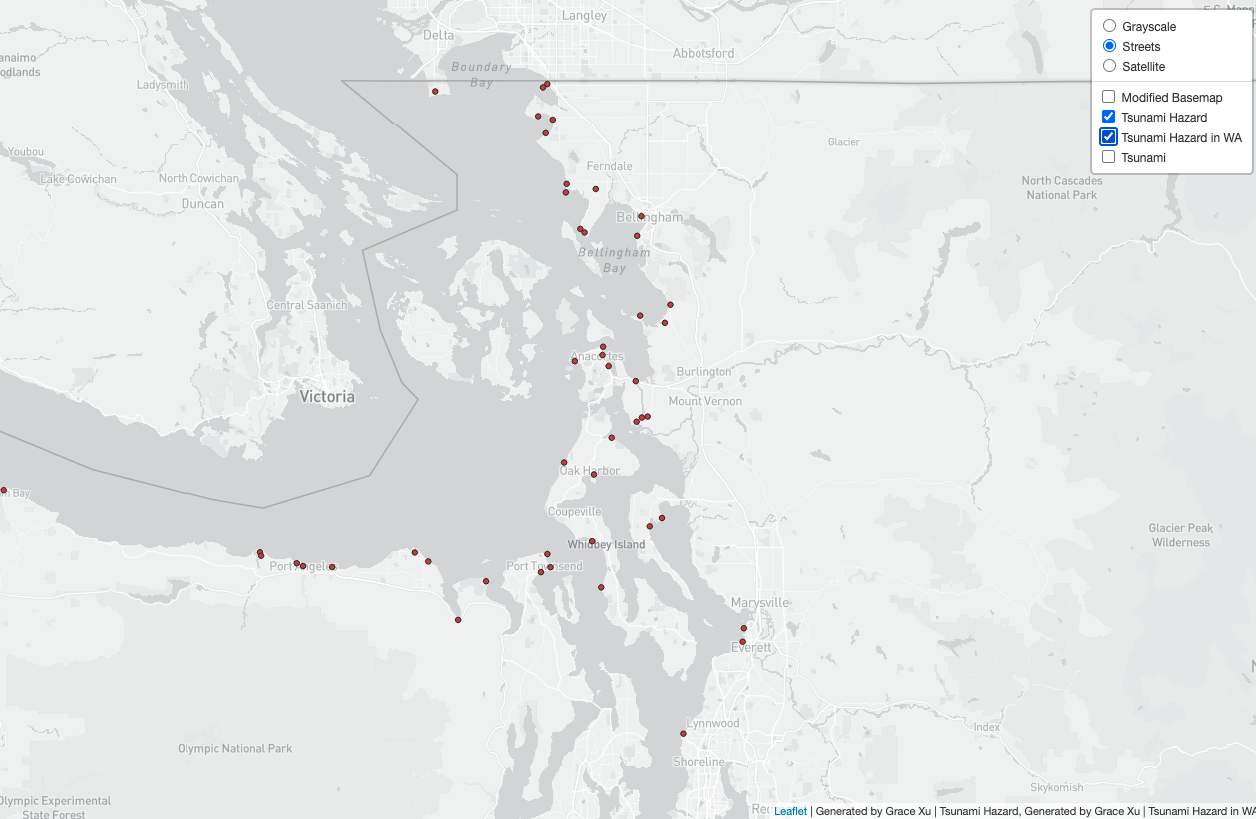 Langley
Delta
Abbotsford
Boundary
Bay
anaimo
odlands
Ladysmith
Grayscale
Streets
Satellite
Modified Basemap
Tsunami Hazard
Tsunami Hazard in WA
Tsunami
Youbou
Lake Cowichan
North Cowichan
Duncan
Ferndale
Glacier
North Cascades
National Park
Bellingham
Bellingham
Bay
Central Saanich
Anacortes
Burlington
Mount Vernon
Victoria
Oak Harbor
m Bay
Coupeville
Whidbey Island
Glacier Peak
Wilderness
Port Angeles
Port Townsend
Marysville
Everett
Lynnwood
Index
Olympic National Park
Shoreline
Skykomish
Olympic Experimental
State Forest
Leaflet | Generated by Grace Xu | Tsunami Hazard, Generated by Grace Xu | Tsunami Hazard in WA